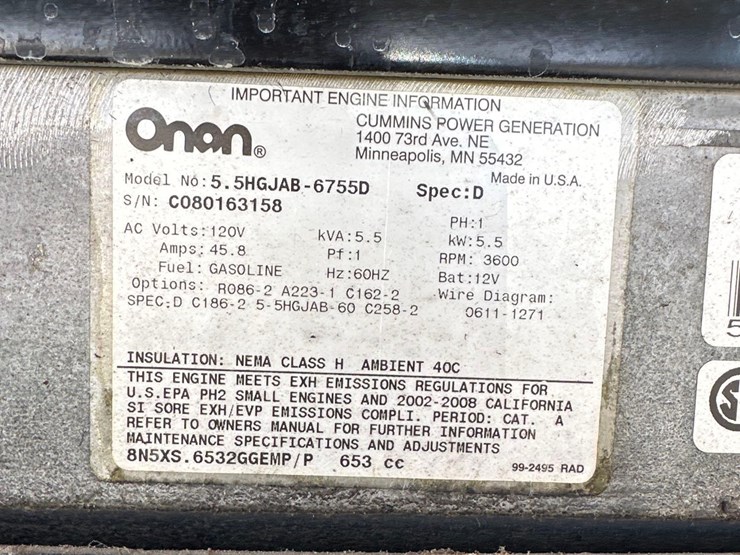 IMPORTANT ENGINE INFORMATION
Onan®
CUMMINS POWER GENERATION
1400 73rd Ave. NE
Minneapolis, MN 55432
Made in U.S.A.
Model No: 5.5HGJAB-6755D Spec:D
S/N: C080163158
AC Volts: 120V kVA: 5.5 PH:1
Amps: 45.8 Pf:1 kW: 5.5
Fuel: GASOLINE Hz:60HZ RPM: 3600
Bat:12V
Options: R086-2 A223-1 C162-2 Wire Diagram:
SPEC:D C186-2 5-5HGJAB-60 C258-2 0611-1271
INSULATION: NEMA CLASS H AMBIENT 40C
THIS ENGINE MEETS EXH EMISSIONS REGULATIONS FOR
U.S.EPA PH2 SMALL ENGINES AND 2002-2008 CALIFORNIA
SI SORE EXH/EVP EMISSIONS COMPLI. PERIOD: CAT. A
REFER TO OWNERS MANUAL FOR FURTHER INFORMATION
MAINTENANCE SPECIFICATIONS AND ADJUSTMENTS
8N5XS.6532GGEMP/P 653 cc
99-2495 RAD
5